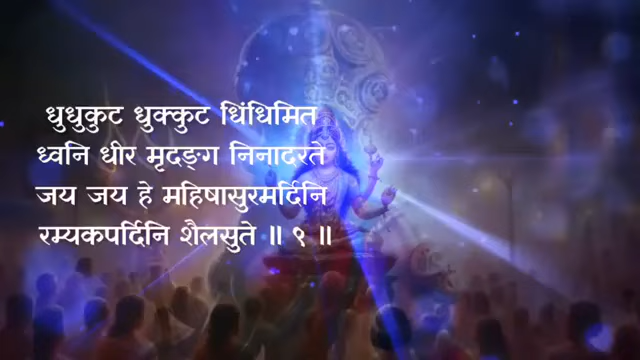 धुधुकुट धुक्कुट धिंधिमित
ध्वनि धीर मृदङ्ग निनादरते
जय जय हे महिषासुरमर्दिनि
रम्यकपर्दिनि शैलसुते ॥ ९ ॥